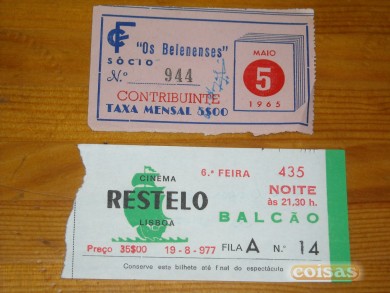 CF "Os Belenenses"
SÓCIO
N.º 944
CONTRIBUINTE
TAXA MENSAL 5$00
MAIO
5
1965
CINEMA
RESTELO
LISBOA
6.ª FEIRA 435
NOITE
às 21,30 h.
BALCÃO
Preço 35$00 19-8-977 FILA A N.º 14
Conserve este bilhete até final do espectáculo
coisas